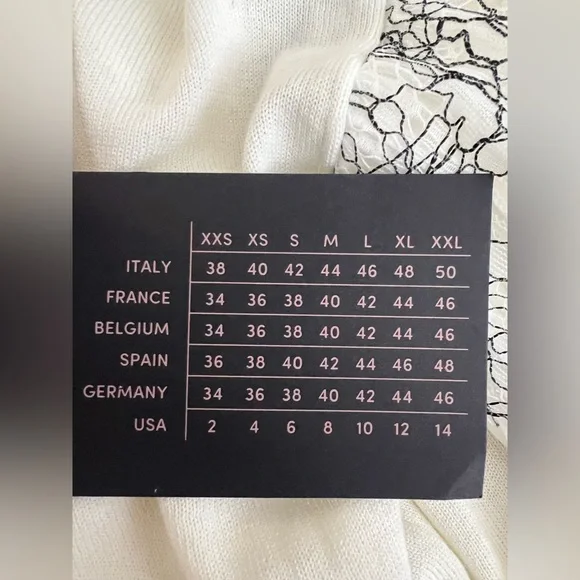 XXS XS S M L XL XXL
ITALY 38 40 42 44 46 48 50
FRANCE 34 36 38 40 42 44 46
BELGIUM 34 36 38 40 42 44 46
SPAIN 36 38 40 42 44 46 48
GERMANY 34 36 38 40 42 44 46
USA 2 4 6 8 10 12 14